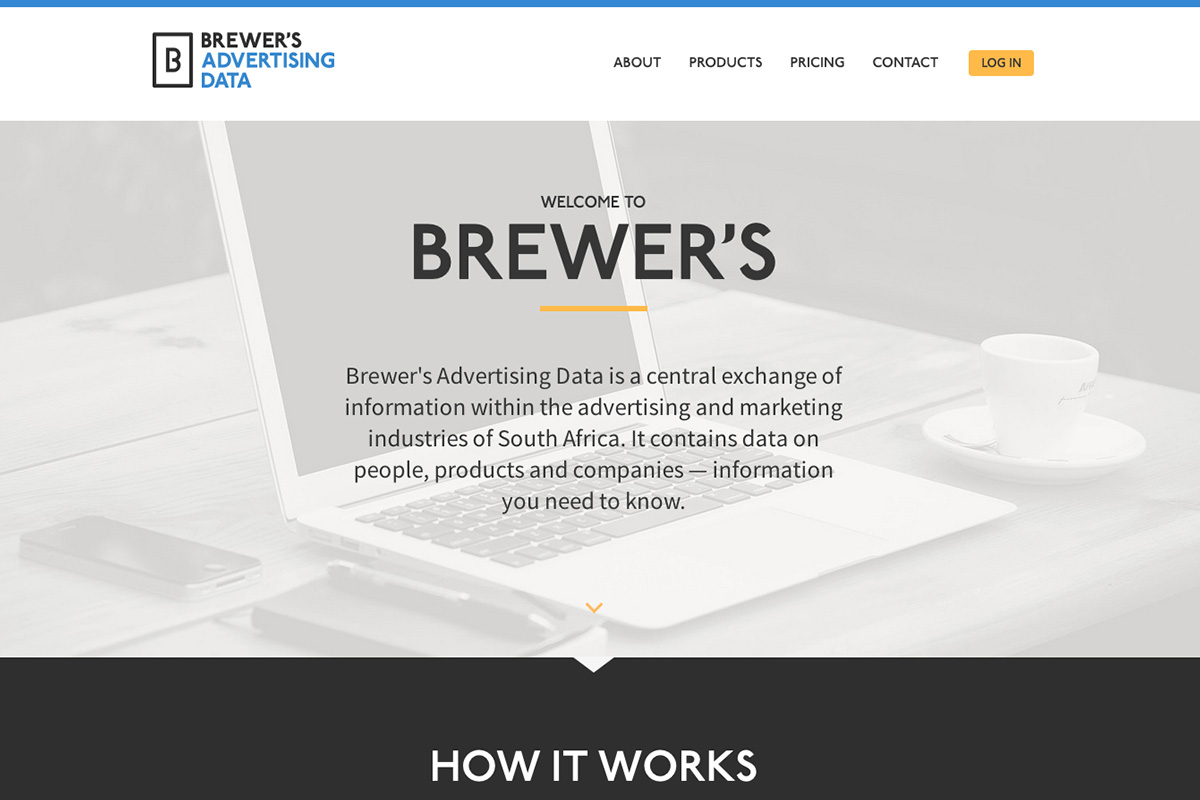 B
BREWER'S
ADVERTISING
DATA
ABOUT
PRODUCTS
PRICING
CONTACT
LOG IN
WELCOME TO
BREWER’S
Brewer's Advertising Data is a central exchange of
information within the advertising and marketing
industries of South Africa. It contains data on
people, products and companies — information
you need to know.
HOW IT WORKS